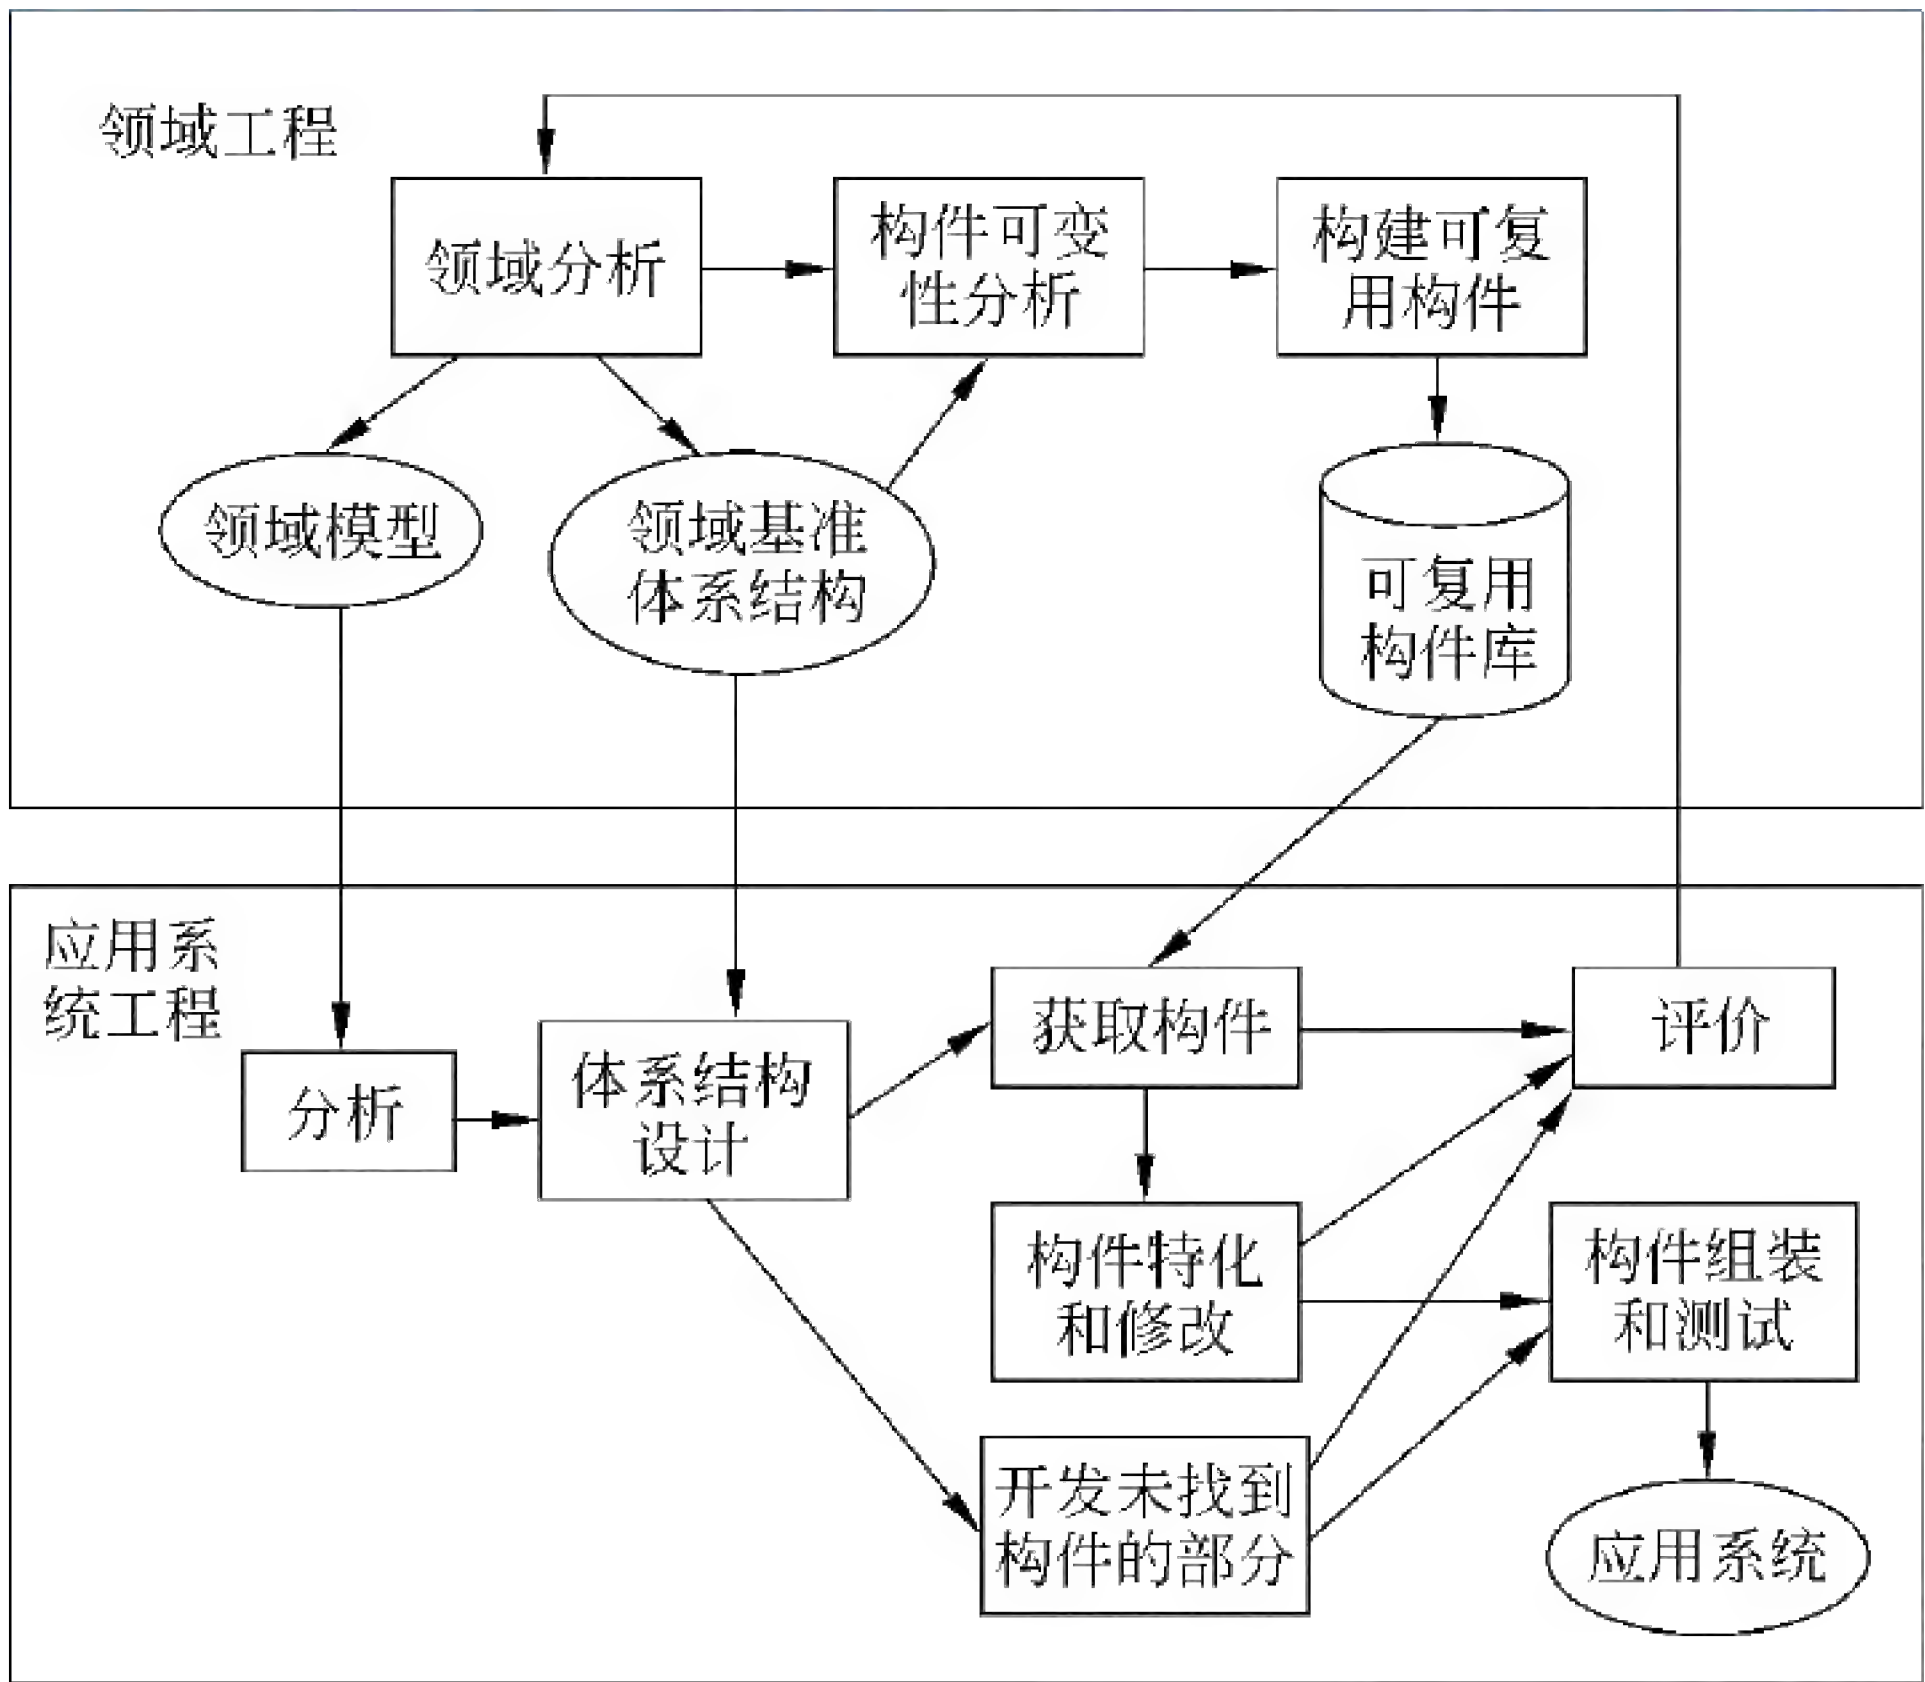 领域工程
领域分析
构件可变
性分析
构建可复
用构件
领域模型
领域基准
体系结构
可复用
构件库
应用系
统工程
分析
体系结构
设计
获取构件
评价
构件特化
和修改
构件组装
和测试
开发未找到
构件的部分
应用系统